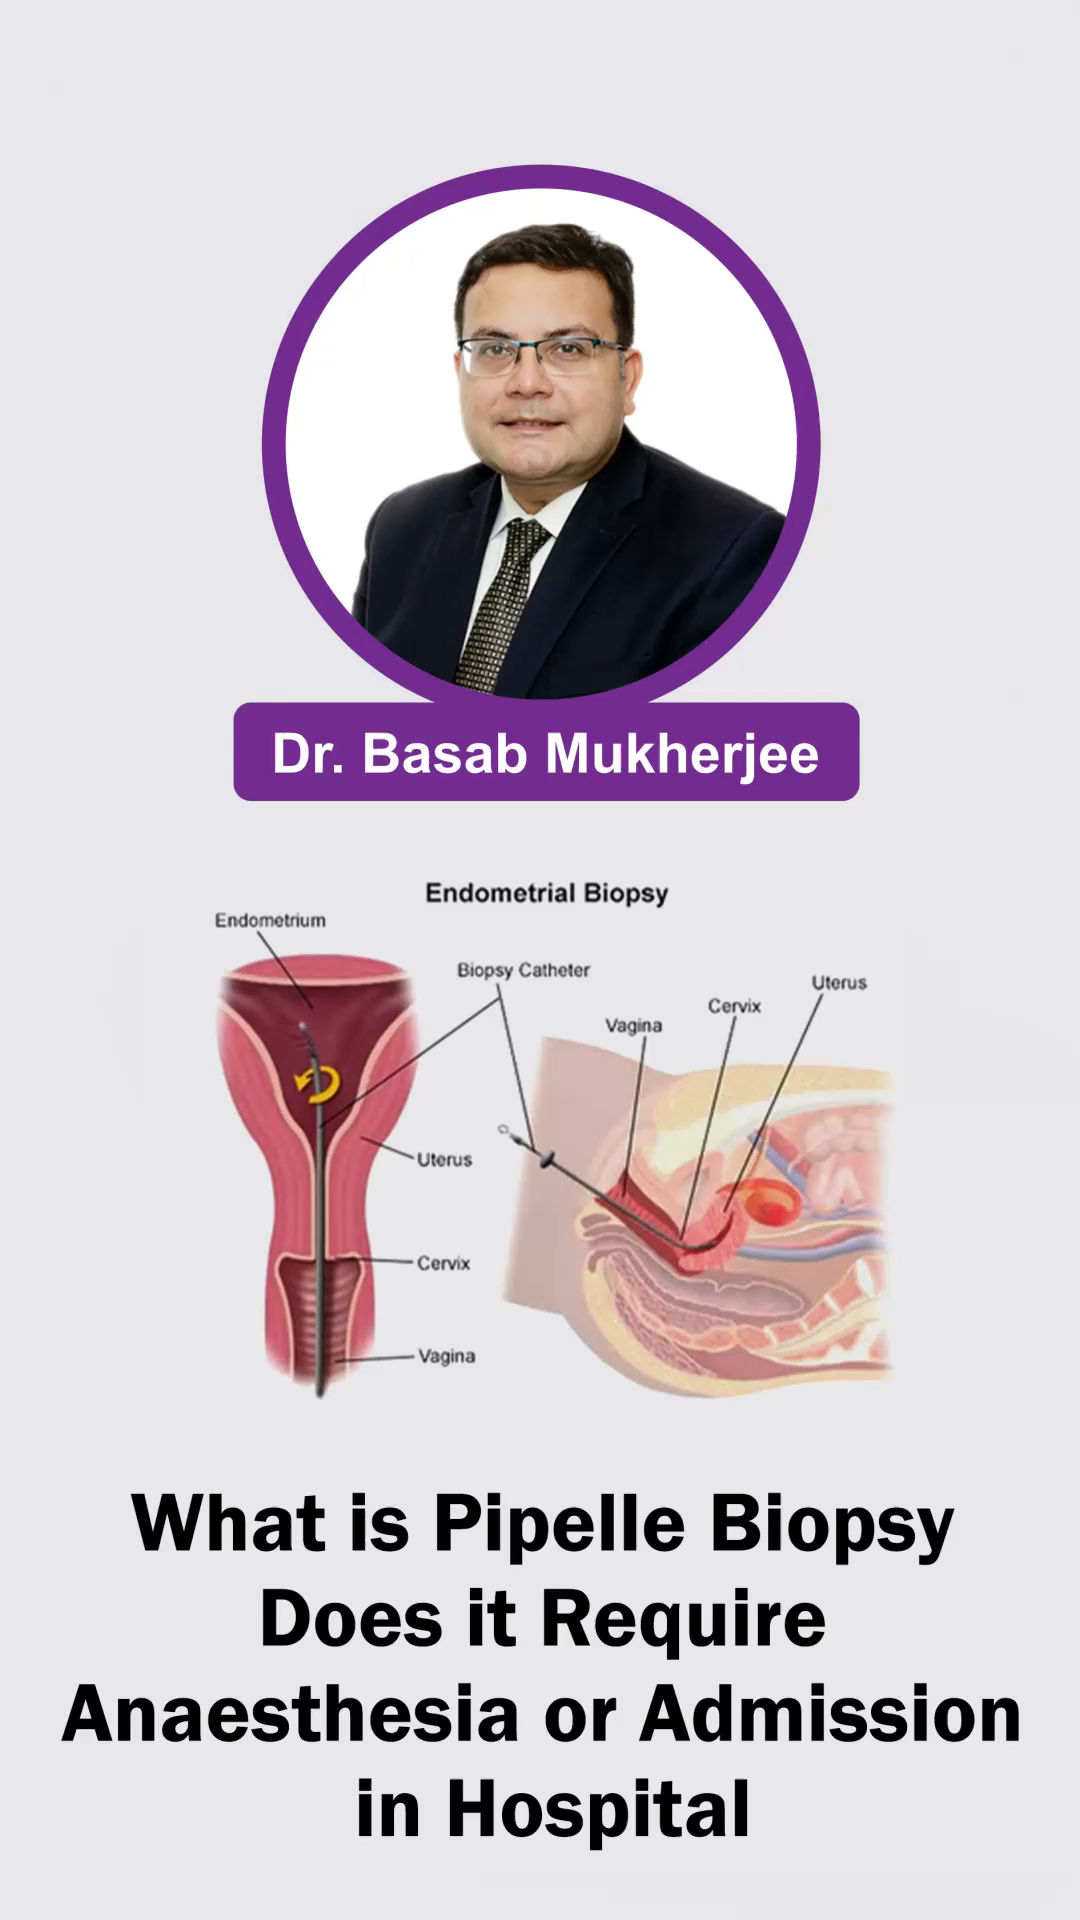 Dr. Basab Mukherjee
Endometrial Biopsy
Endometrium
Biopsy Catheter
Uterus
Cervix
Vagina
Uterus
Cervix
Vagina
What is Pipelle Biopsy
Does it Require
Anaesthesia or Admission
in Hospital